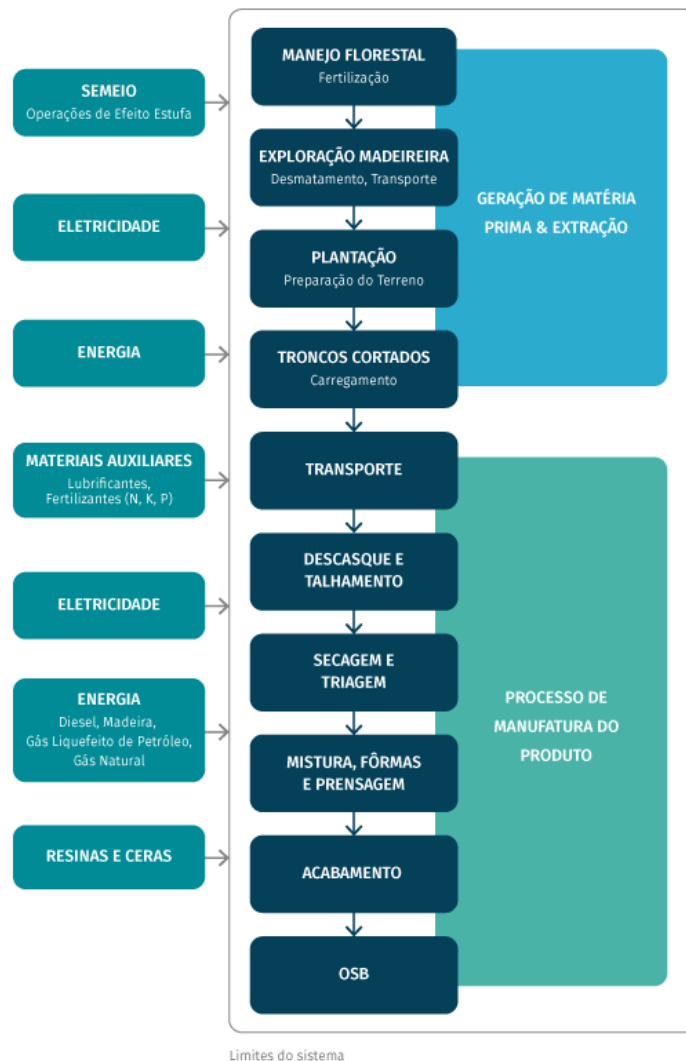 MANEJO FLORESTAL
Fertilização
SEMEIO
Operações de Efeito Estufa
EXPLORAÇÃO MADEIREIRA
Desmatamento, Transporte
GERAÇÃO DE MATÉRIA
PRIMA & EXTRAÇÃO
ELETRICIDADE
PLANTAÇÃO
Preparação do Terreno
ENERGIA
TRONCOS CORTADOS
Carregamento
MATERIAIS AUXILIARES
Lubrificantes,
Fertilizantes (N, K, P)
TRANSPORTE
DESCASQUE E
TALHAMENTO
ELETRICIDADE
SECAGEM E
TRIAGEM
ENERGIA
Diesel, Madeira,
Gás Liquefeito de Petróleo,
Gás Natural
PROCESSO DE
MANUFATURA DO
PRODUTO
MISTURA, FÔRMAS
E PRENSAGEM
RESINAS E CERAS
ACABAMENTO
OSB
Limites do sistema